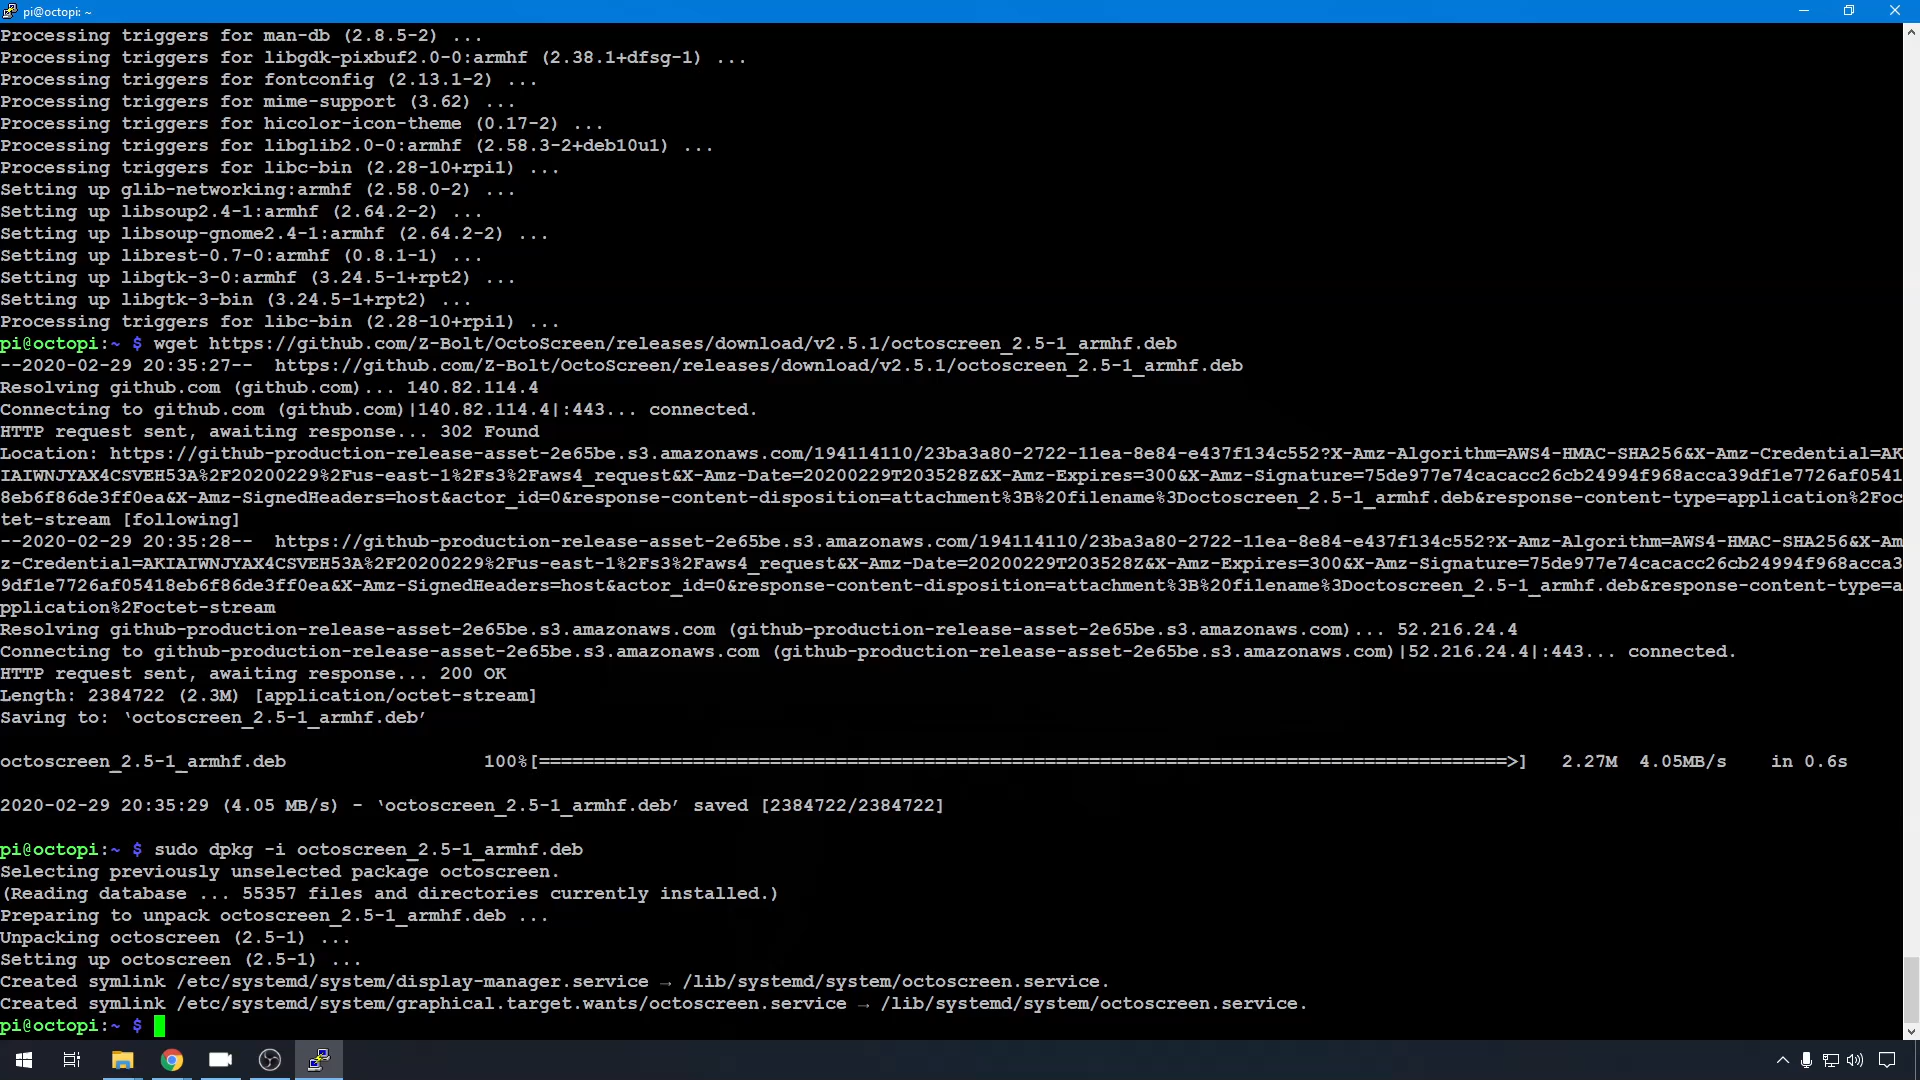 pi@octopi: ~
Processing triggers for man-db (2.8.5-2) ...
Processing triggers for libgdk-pixbuf2.0-0:armhf (2.38.1+dfsg-1) ...
Processing triggers for fontconfig (2.13.1-2) ...
Processing triggers for mime-support (3.62) ...
Processing triggers for hicolor-icon-theme (0.17-2) ...
Processing triggers for libglib2.0-0:armhf (2.58.3-2+deb10u1) ...
Processing triggers for libc-bin (2.28-10+rpi1) ...
Setting up glib-networking:armhf (2.58.0-2) ...
Setting up libsoup2.4-1:armhf (2.64.2-2) ...
Setting up libsoup-gnome2.4-1:armhf (2.64.2-2) ...
Setting up librest-0.7-0:armhf (0.8.1-1) ...
Setting up libgtk-3-0:armhf (3.24.5-1+rpt2) ...
Setting up libgtk-3-bin (3.24.5-1+rpt2) ...
Processing triggers for libc-bin (2.28-10+rpi1) ...
pi@octopi:~ $ wget https://github.com/Z-Bolt/OctoScreen/releases/download/v2.5.1/octoscreen_2.5-1_armhf.deb
--2020-02-29 20:35:27--  https://github.com/Z-Bolt/OctoScreen/releases/download/v2.5.1/octoscreen_2.5-1_armhf.deb
Resolving github.com (github.com)... 140.82.114.4
Connecting to github.com (github.com)|140.82.114.4|:443... connected.
HTTP request sent, awaiting response... 302 Found
Location: https://github-production-release-asset-2e65be.s3.amazonaws.com/194114110/23ba3a80-2722-11ea-8e84-e437f134c552?X-Amz-Algorithm=AWS4-HMAC-SHA256&X-Amz-Credential=AK
IAIWNJYAX4CSVEH53A%2F20200229%2Fus-east-1%2Fs3%2Faws4_request&X-Amz-Date=20200229T203528Z&X-Amz-Expires=300&X-Amz-Signature=75de977e74cacacc26cb24994f968acca39df1e7726af0541
8eb6f86de3ff0ea&X-Amz-SignedHeaders=host&actor_id=0&response-content-disposition=attachment%3B%20filename%3Doctoscreen_2.5-1_armhf.deb&response-content-type=application%2Foc
tet-stream [following]
--2020-02-29 20:35:28--  https://github-production-release-asset-2e65be.s3.amazonaws.com/194114110/23ba3a80-2722-11ea-8e84-e437f134c552?X-Amz-Algorithm=AWS4-HMAC-SHA256&X-Am
z-Credential=AKIAIWNJYAX4CSVEH53A%2F20200229%2Fus-east-1%2Fs3%2Faws4_request&X-Amz-Date=20200229T203528Z&X-Amz-Expires=300&X-Amz-Signature=75de977e74cacacc26cb24994f968acca3
9df1e7726af05418eb6f86de3ff0ea&X-Amz-SignedHeaders=host&actor_id=0&response-content-disposition=attachment%3B%20filename%3Doctoscreen_2.5-1_armhf.deb&response-content-type=a
pplication%2Foctet-stream
Resolving github-production-release-asset-2e65be.s3.amazonaws.com (github-production-release-asset-2e65be.s3.amazonaws.com)... 52.216.24.4
Connecting to github-production-release-asset-2e65be.s3.amazonaws.com (github-production-release-asset-2e65be.s3.amazonaws.com)|52.216.24.4|:443... connected.
HTTP request sent, awaiting response... 200 OK
Length: 2384722 (2.3M) [application/octet-stream]
Saving to: ‘octoscreen_2.5-1_armhf.deb’
octoscreen_2.5-1_armhf.deb 100%[========================================================================================>] 2.27M 4.05MB/s in 0.6s
2020-02-29 20:35:29 (4.05 MB/s) - ‘octoscreen_2.5-1_armhf.deb’ saved [2384722/2384722]
pi@octopi:~ $ sudo dpkg -i octoscreen_2.5-1_armhf.deb
Selecting previously unselected package octoscreen.
(Reading database ... 55357 files and directories currently installed.)
Preparing to unpack octoscreen_2.5-1_armhf.deb ...
Unpacking octoscreen (2.5-1) ...
Setting up octoscreen (2.5-1) ...
Created symlink /etc/systemd/system/display-manager.service → /lib/systemd/system/octoscreen.service.
Created symlink /etc/systemd/system/graphical.target.wants/octoscreen.service → /lib/systemd/system/octoscreen.service.
pi@octopi:~ $